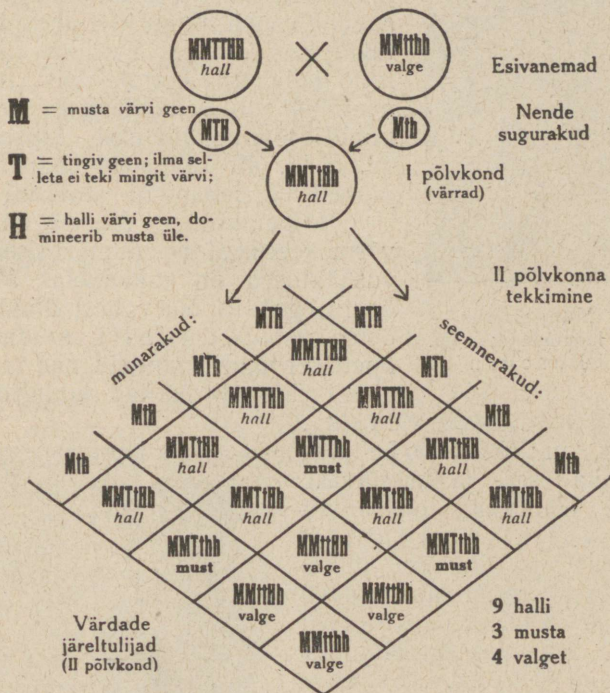 MMTTHH MMtthh
hall valge
Esivanemad
M = musta värvi geen
MTH Mth
Nende
sugurakud
T = tingiv geen; ilma sel-
leta ei teki mingit värvi;
MMTtHh
hall
I põlvkond
(värrad)
H = halli värvi geen, do-
mineerib musta üle.
II põlvkonna
tekkimine
munarakud:
seemnerakud:
MTH MTH
MMTTHH
hall
MTh MTh
MMTTHh MMTTHh
hall hall
MtH MtH
MMTtHH MMTThh MMTtHH
hall must hall
Mth Mth
MMTtHh MMTtHh MMTtHh MMTtHh
hall hall hall hall
MMTthh MMttHH MMTthh
must valge must
MMttHh MMttHh
valge valge
MMtthh
valge
Värdade
järeltulijad
(II põlvkond)
9 halli
3 musta
4 valget